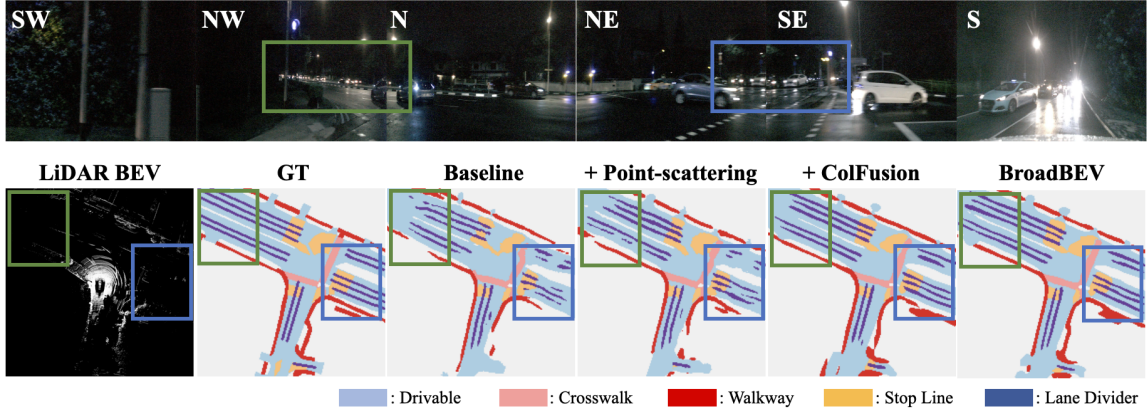 SW NW N NE SE S
LiDAR BEV GT Baseline + Point-scattering + ColFusion BroadBEV
: Drivable : Crosswalk : Walkway : Stop Line : Lane Divider